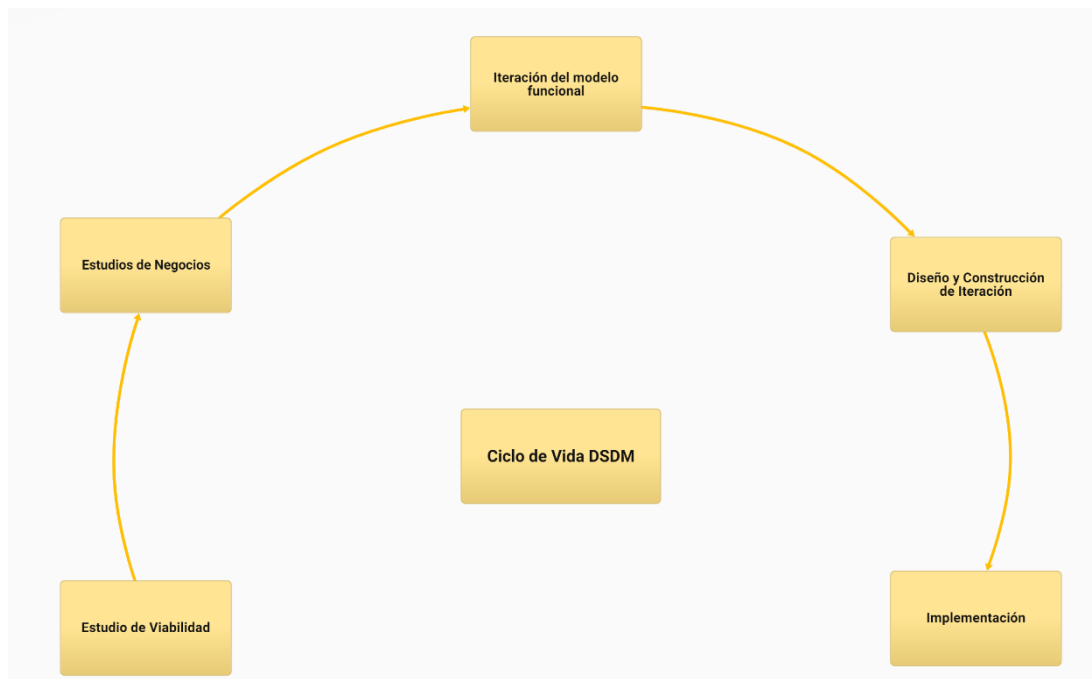 Iteración del modelo
funcional
Estudios de Negocios
Diseño y Construcción
de Iteración
Ciclo de Vida DSDM
Estudio de Viabilidad
Implementación